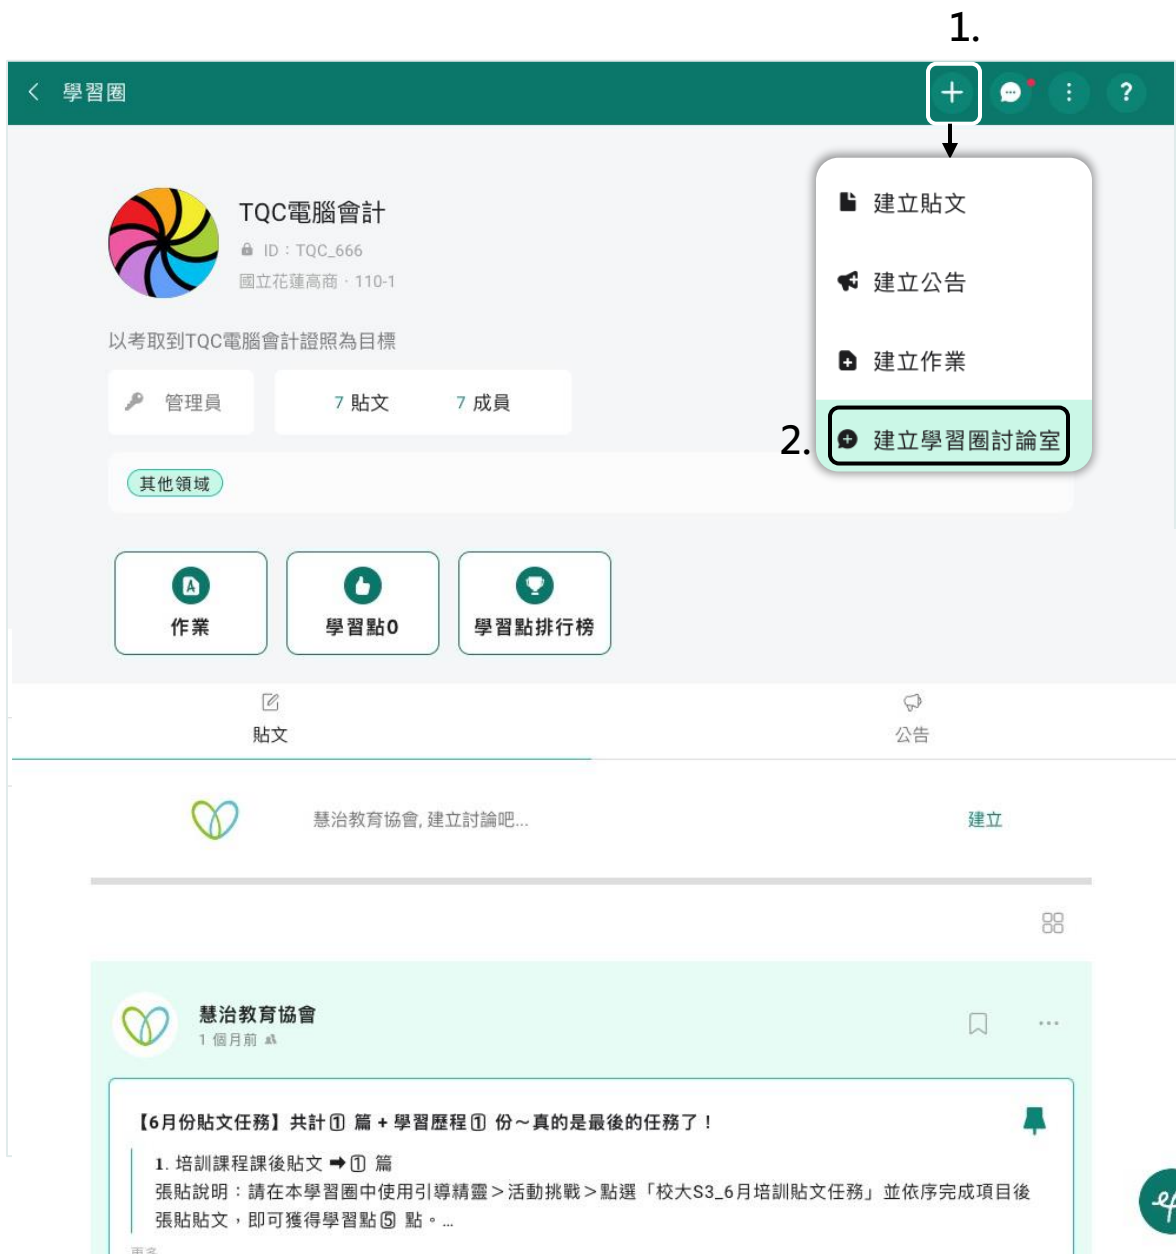 1.
學習圈
?
TQC電腦會計
ID：TQC_666
國立花蓮高商 · 110-1
以考取到TQC電腦會計證照為目標
管理員
7 貼文
7 成員
建立貼文
建立公告
建立作業
2.
建立學習圈討論室
其他領域
作業
學習點0
學習點排行榜
貼文
公告
慧治教育協會, 建立討論吧...
建立
慧治教育協會
1 個月前
【6月份貼文任務】共計1️⃣ 篇 + 學習歷程1️⃣ 份～真的是最後的任務了！
1. 培訓課程課後貼文 ➡ 1️⃣ 篇
張貼說明：請在本學習圈中使用引導精靈＞活動挑戰＞點選「校大S3_6月培訓貼文任務」並依序完成項目後
張貼貼文，即可獲得學習點5️⃣ 點。...
更多